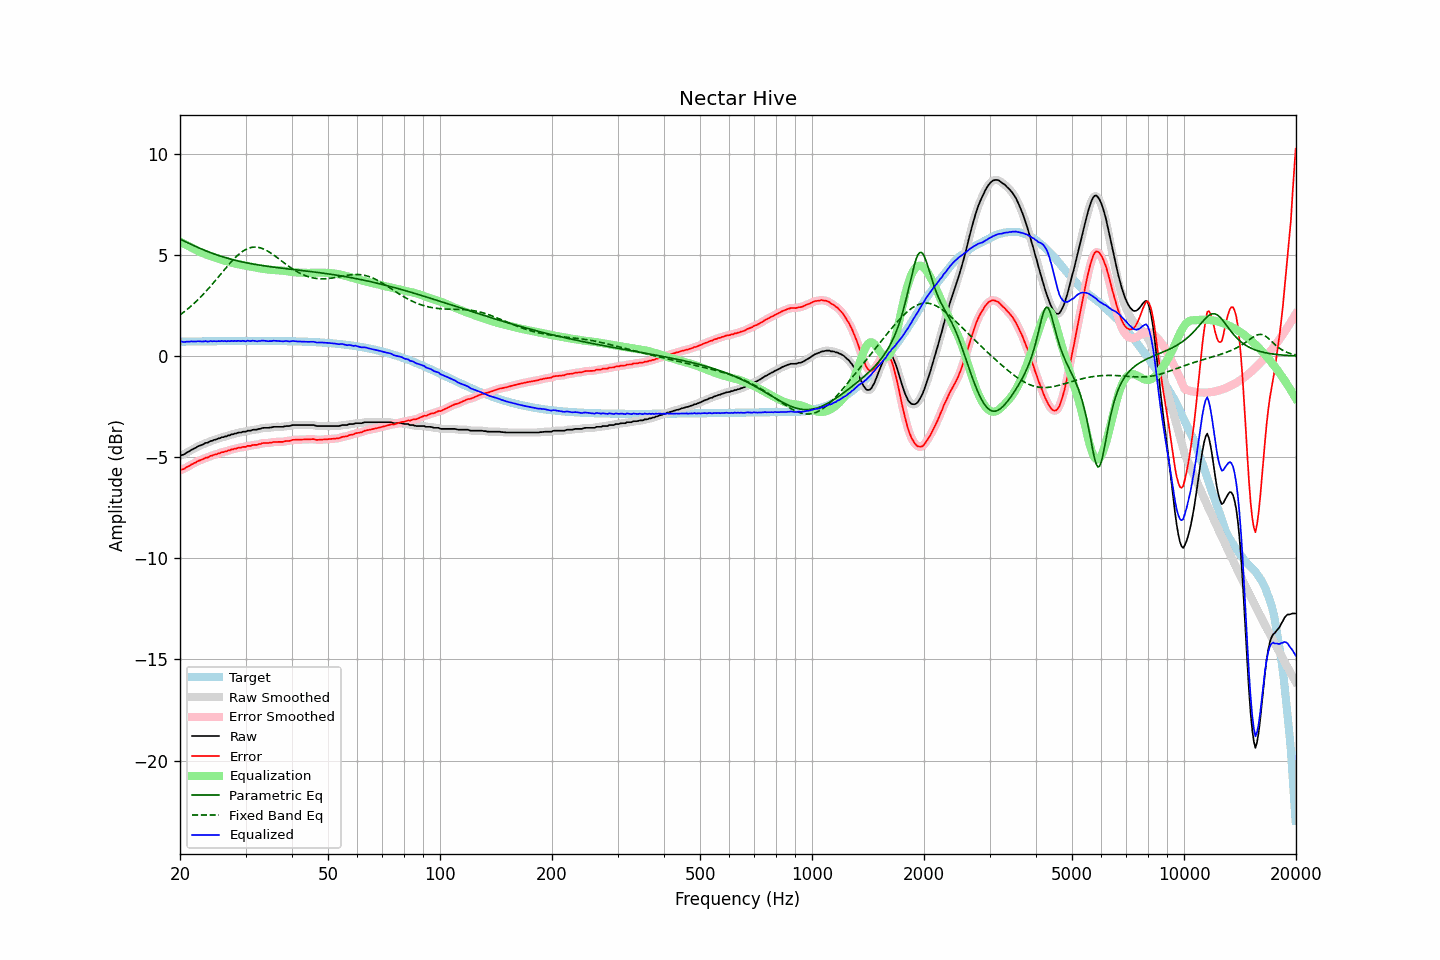 Nectar Hive
10
5
0
−5
−10
−15
−20
Amplitude (dBr)
Target
Raw Smoothed
Error Smoothed
Raw
Error
Equalization
Parametric Eq
Fixed Band Eq
Equalized
20 50 100 200 500 1000 2000 5000 10000 20000
Frequency (Hz)